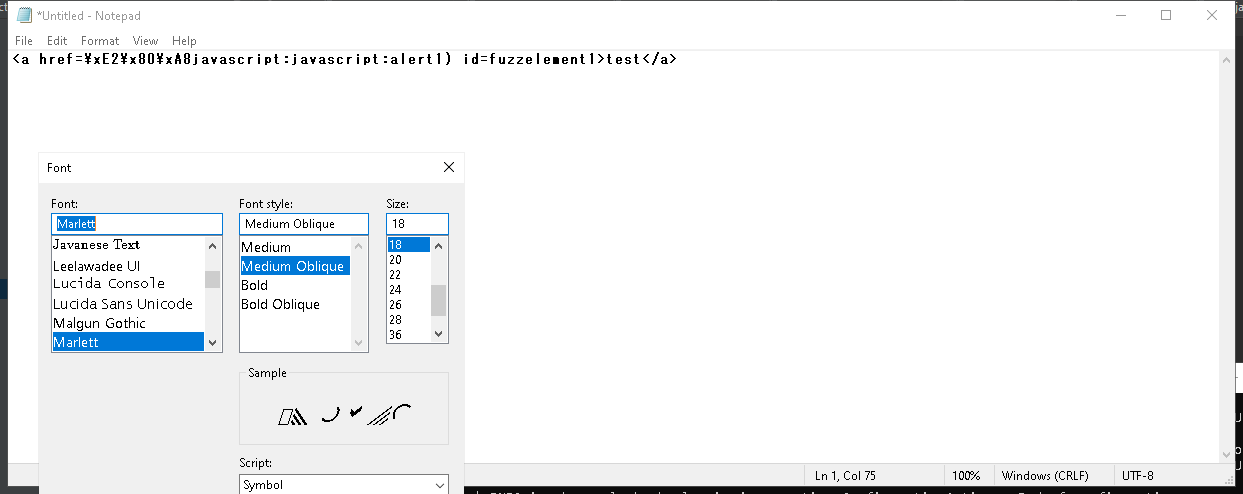 *Untitled - Notepad
File Edit Format View Help
<a href=¥xE2¥x80¥xA8javascript:javascript:alert1) id=fuzzelement1>test</a>
Font
Font: Font style: Size:
Marlett Medium Oblique 18
Javanese Text
Leelawadee UI
Lucida Console
Lucida Sans Unicode
Malgun Gothic
Marlett
Medium
Medium Oblique
Bold
Bold Oblique
18
20
22
24
26
28
36
Sample
Script:
Symbol
Ln 1, Col 75 100% Windows (CRLF) UTF-8